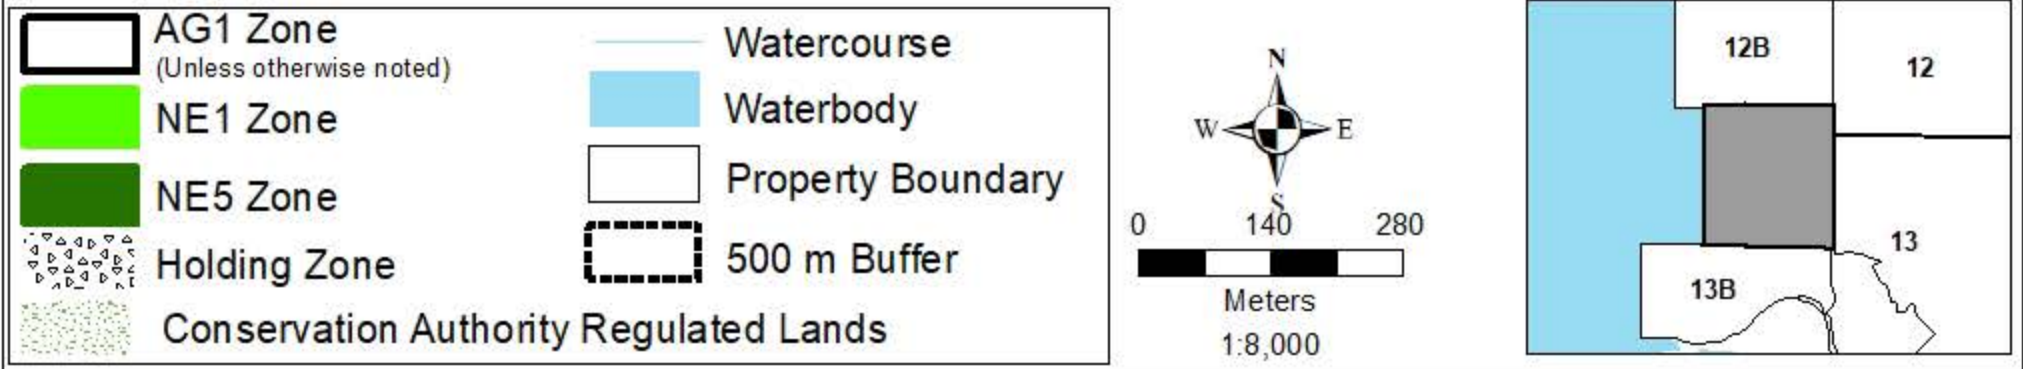 AG1 Zone
(Unless otherwise noted)
NE1 Zone
NE5 Zone
Holding Zone
Conservation Authority Regulated Lands
Watercourse
Waterbody
Property Boundary
500 m Buffer
N
W E
S
0 140 280
Meters
1:8,000
12B
12
13
13B